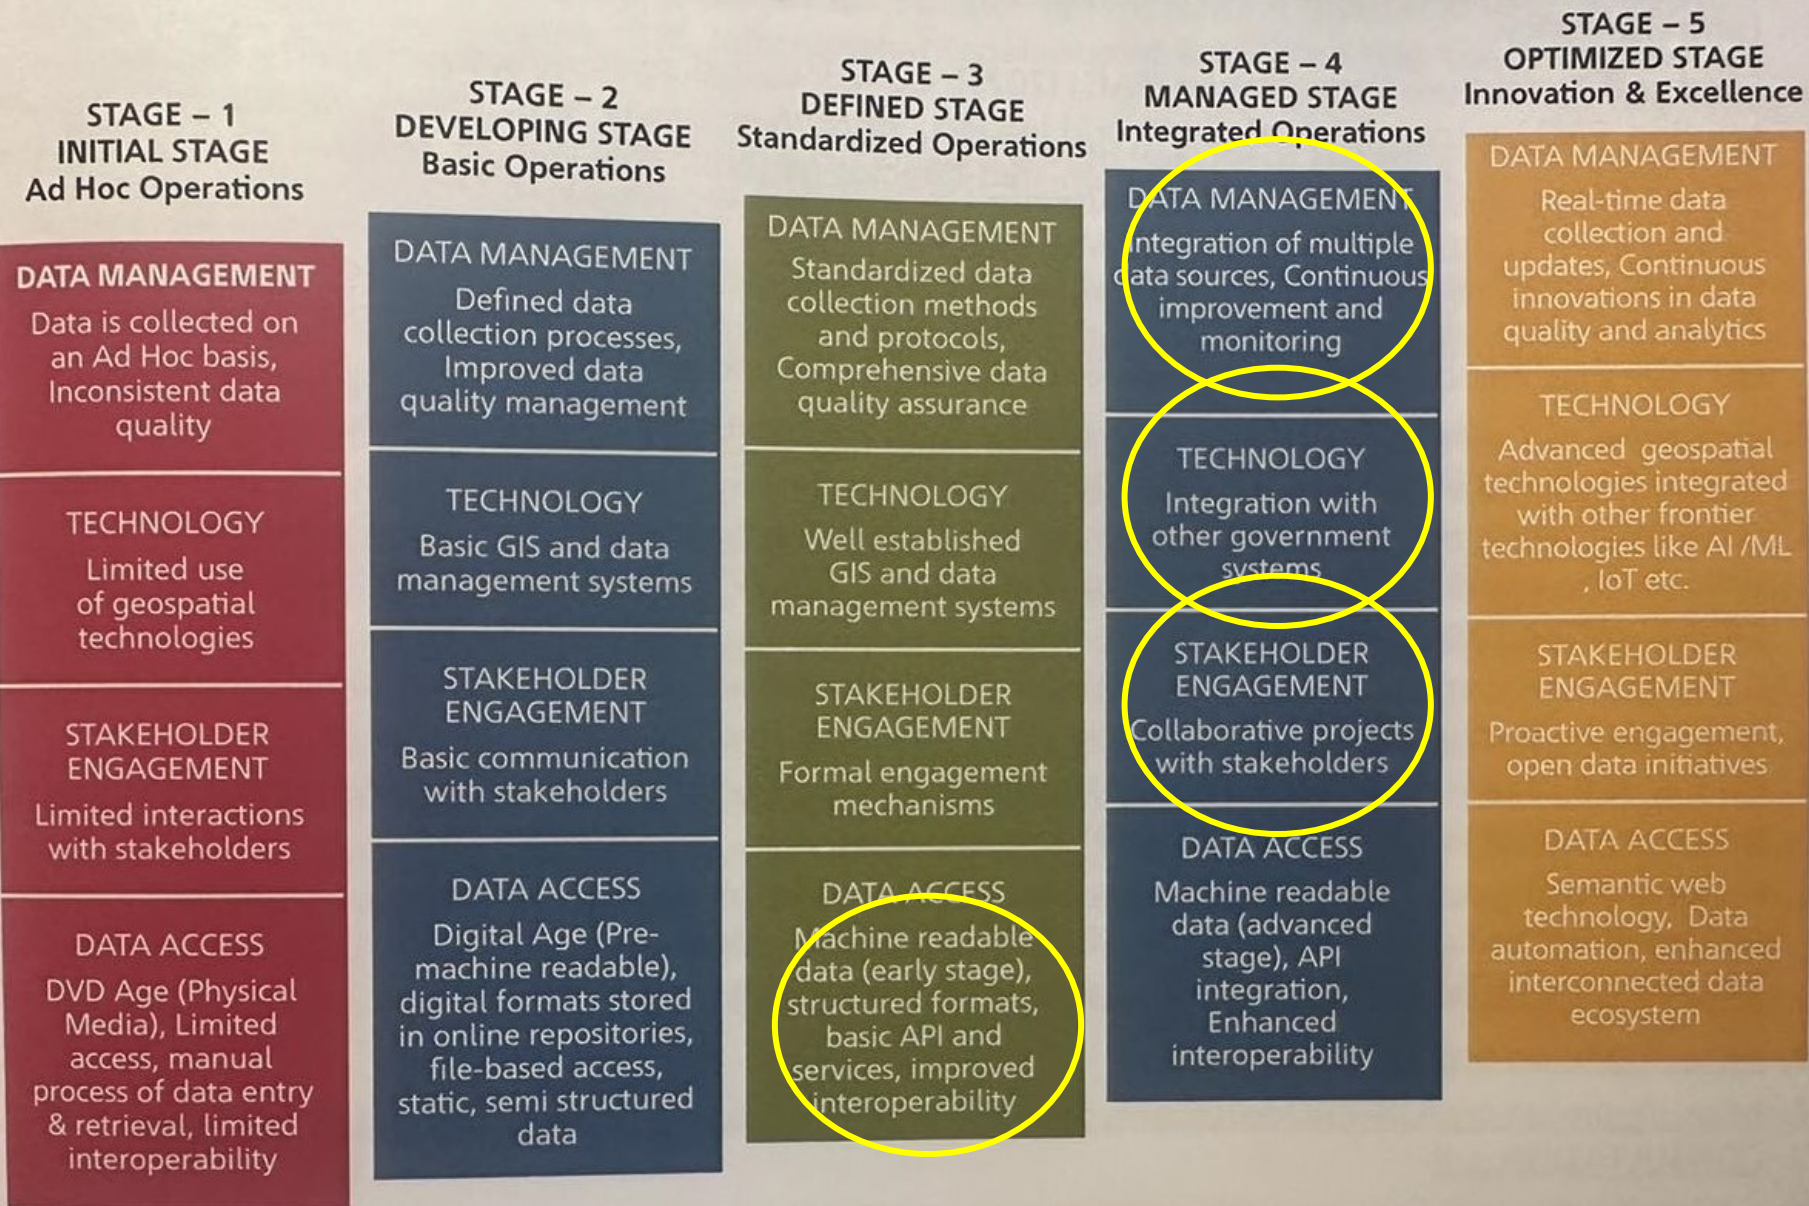 STAGE – 1
INITIAL STAGE
Ad Hoc Operations
DATA MANAGEMENT
Data is collected on
an Ad Hoc basis,
Inconsistent data
quality
TECHNOLOGY
Limited use
of geospatial
technologies
STAKEHOLDER
ENGAGEMENT
Limited interactions
with stakeholders
DATA ACCESS
DVD Age (Physical
Media), Limited
access, manual
process of data entry
& retrieval, limited
interoperability
STAGE – 2
DEVELOPING STAGE
Basic Operations
DATA MANAGEMENT
Defined data
collection processes,
Improved data
quality management
TECHNOLOGY
Basic GIS and data
management systems
STAKEHOLDER
ENGAGEMENT
Basic communication
with stakeholders
DATA ACCESS
Digital Age (Pre-
machine readable),
digital formats stored
in online repositories,
file-based access,
static, semi structured
data
STAGE – 3
DEFINED STAGE
Standardized Operations
DATA MANAGEMENT
Standardized data
collection methods
and protocols,
Comprehensive data
quality assurance
TECHNOLOGY
Well established
GIS and data
management systems
STAKEHOLDER
ENGAGEMENT
Formal engagement
mechanisms
DATA ACCESS
Machine readable
data (early stage),
structured formats,
basic API and
services, improved
interoperability
STAGE – 4
MANAGED STAGE
Integrated Operations
DATA MANAGEMENT
Integration of multiple
data sources, Continuous
improvement and
monitoring
TECHNOLOGY
Integration with
other government
systems
STAKEHOLDER
ENGAGEMENT
Collaborative projects
with stakeholders
DATA ACCESS
Machine readable
data (advanced
stage), API
integration,
Enhanced
interoperability
STAGE – 5
OPTIMIZED STAGE
Innovation & Excellence
DATA MANAGEMENT
Real-time data
collection and
updates, Continuous
innovations in data
quality and analytics
TECHNOLOGY
Advanced geospatial
technologies integrated
with other frontier
technologies like AI /ML
, IoT etc.
STAKEHOLDER
ENGAGEMENT
Proactive engagement,
open data initiatives
DATA ACCESS
Semantic web
technology, Data
automation, enhanced
interconnected data
ecosystem